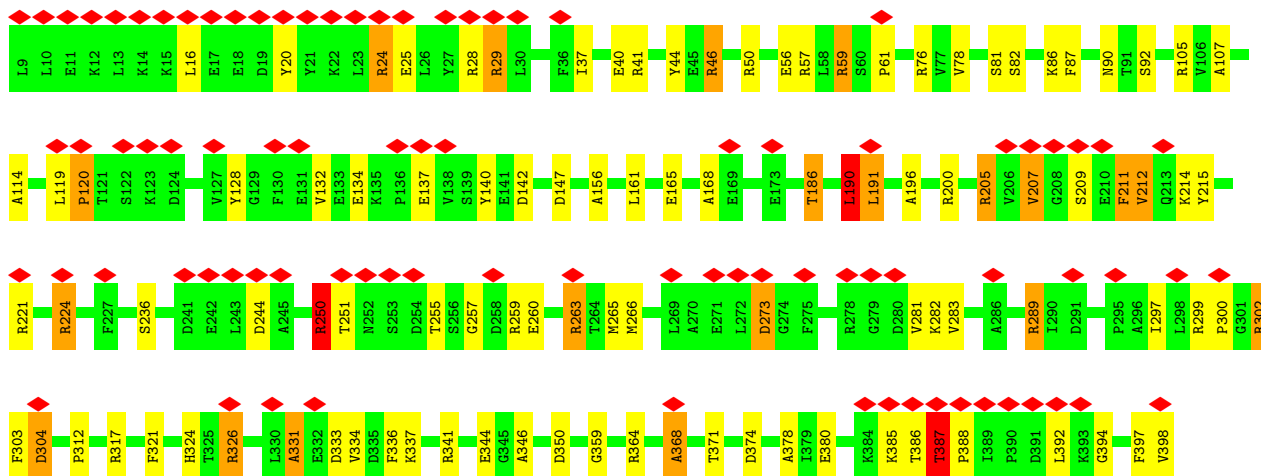 L9 L10 E11 K12 L13 K14 K15 L16 E17 E18 D19 Y20 Y21 K22 L23 R24 E25 L26 Y27 R28 R29 L30 F36 I37 E40 R41 Y44 E45 R46 R50 E56 R57 L58 R59 S60 P61 R76 V77 V78 S81 S82 K86 F87 N90 T91 S92 R105 V106 A107
A114 L119 P120 T121 S122 K123 D124 V127 Y128 G129 F130 E131 V132 E133 E134 K135 P136 E137 V138 S139 Y140 E141 D142 D147 A156 L161 E165 A168 E169 E173 T186 L190 L191 A196 R200 R205 V206 V207 G208 S209 E210 F211 V212 Q213 K214 Y215
R221 R224 F227 S236 D241 E242 L243 D244 A245 R250 T251 N252 S253 D254 T255 S256 G257 D258 R259 E260 R263 T264 M265 M266 L269 A270 E271 L272 D273 G274 F275 R278 G279 D280 V281 K282 V283 A286 R289 I290 D291 P295 A296 I297 L298 R299 P300 G301 R302
F303 D304 P312 R317 F321 H324 T325 R326 L330 A331 E332 D333 V334 D335 F336 K337 R341 E344 G345 A346 D350 G359 R364 A368 T371 D374 A378 I379 E380 K384 K385 T386 T387 P388 I389 P390 D391 L392 K393 G394 F397 V398